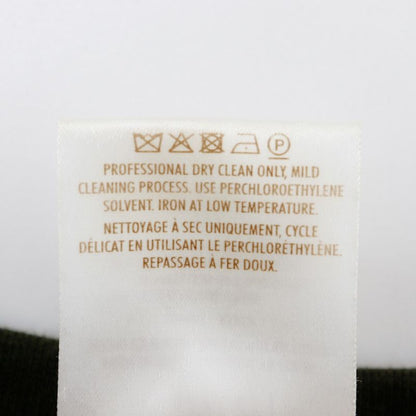 P
PROFESSIONAL DRY CLEAN ONLY, MILD
CLEANING PROCESS. USE PERCHLOROETHYLENE
SOLVENT. IRON AT LOW TEMPERATURE.
NETTOYAGE À SEC UNIQUEMENT, CYCLE
DÉLICAT EN UTILISANT LE PERCHLORÉTHYLÈNE.
REPASSAGE À FER DOUX.